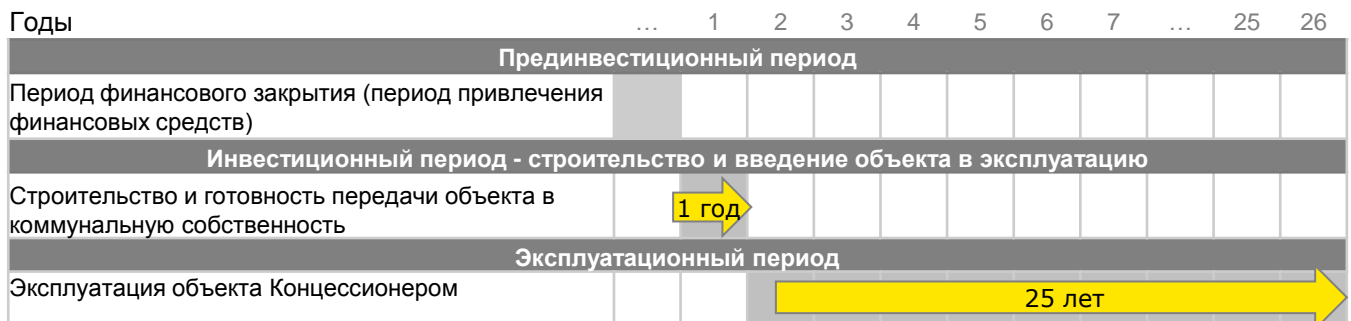 Годы … 1 2 3 4 5 6 7 … 25 26
Прединвестиционный период
Период финансового закрытия (период привлечения
финансовых средств)
Инвестиционный период - строительство и введение объекта в эксплуатацию
Строительство и готовность передачи объекта в
коммунальную собственность
1 год
Эксплуатационный период
Эксплуатация объекта Концессионером
25 лет